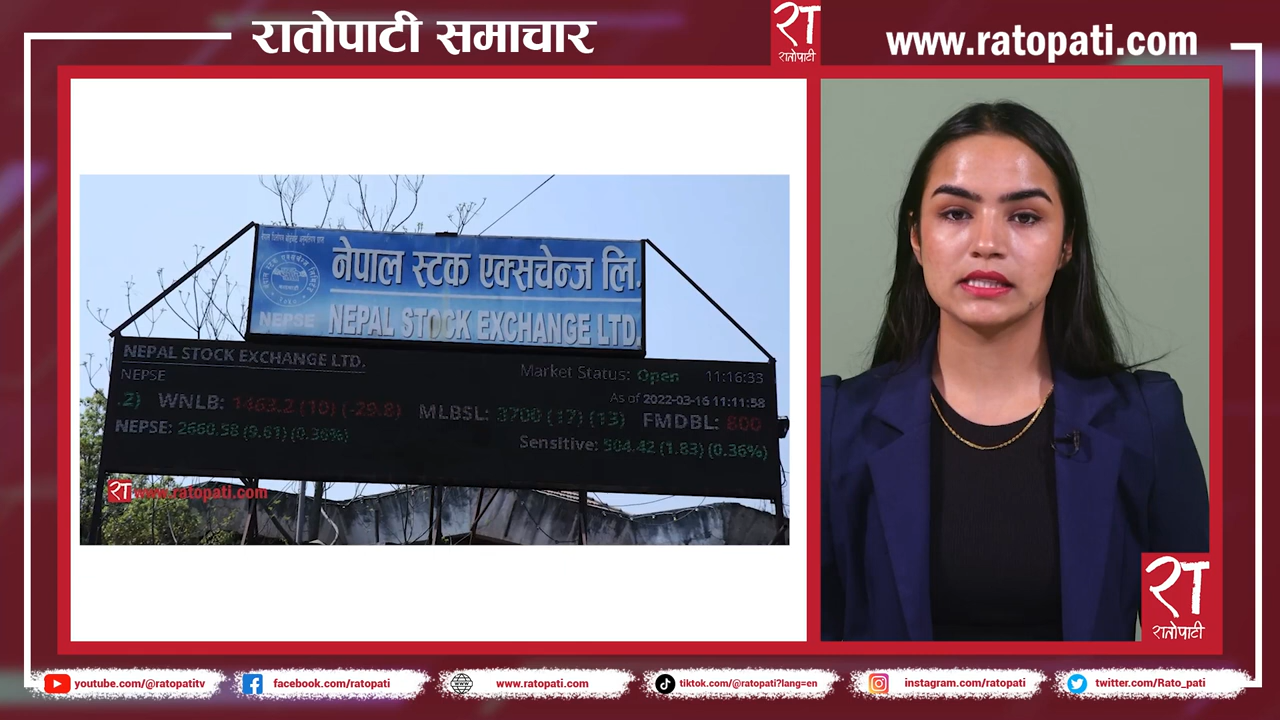 रातोपाटी समाचार
रातोपाटी
www.ratopati.com
नेपाल स्टक एक्सचेन्ज लि.
NEPSE
NEPAL STOCK EXCHANGE LTD.
NEPAL STOCK EXCHANGE LTD.
Market Status: Open 11:16:33
NEPSE
As of 2022-03-16 11:11:58
.2) WNLB: 1463.2 (10) (-29.8) MLBSL: 3700 (17) (13) FMDBL: 800
NEPSE: 2660.58 (9.61) (0.36%)
Sensitive: 504.42 (1.83) (0.36%)
www.ratopati.com
रातोपाटी
youtube.com/@ratopatitv
facebook.com/ratopati
www.ratopati.com
tiktok.com/@ratopati?lang=en
instagram.com/ratopati
twitter.com/Rato_pati